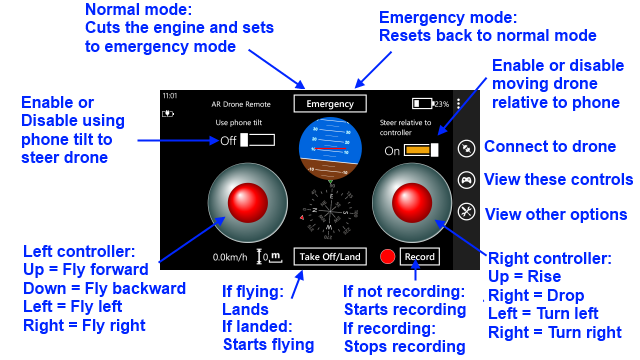 Normal mode:
Cuts the engine and sets
to emergency mode
Emergency mode:
Resets back to normal mode
Enable or disable
moving drone
relative to phone
Enable or
Disable using
phone tilt to
steer drone
11:01
AR Drone Remote
Emergency
23%
Use phone tilt
Off
Steer relative to
controller
On
Connect to drone
View these controls
View other options
0.0km/h
0 m
Take Off/Land
Record
Left controller:
Up = Fly forward
Down = Fly backward
Left = Fly left
Right = Fly right
If flying:
Lands
If landed:
Starts flying
If not recording:
Starts recording
If recording:
Stops recording
Right controller:
Up = Rise
Right = Drop
Left = Turn left
Right = Turn right